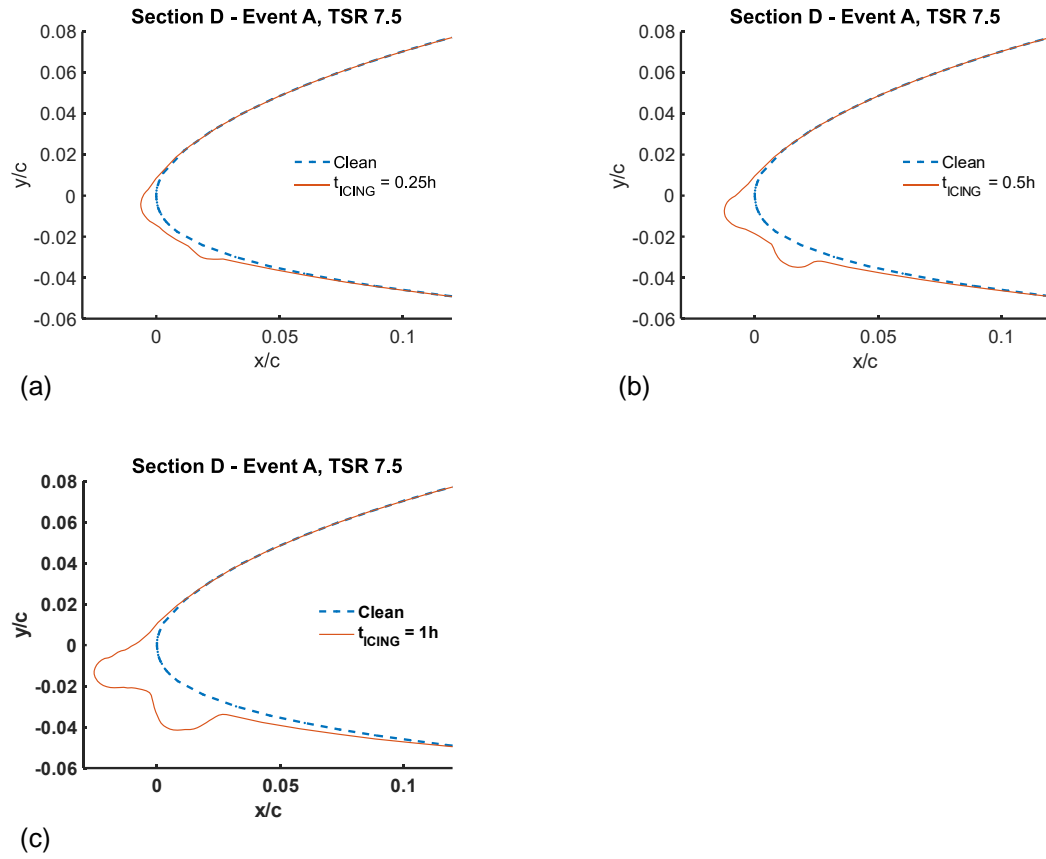 Section D - Event A, TSR 7.5
0.08
0.06
0.04
0.02
0
-0.02
-0.04
-0.06
y/c
Clean
t_ICING = 0.25h
0
0.05
0.1
x/c
(a)
Section D - Event A, TSR 7.5
0.08
0.06
0.04
0.02
0
-0.02
-0.04
-0.06
y/c
Clean
t_ICING = 0.5h
0
0.05
0.1
x/c
(b)
Section D - Event A, TSR 7.5
0.08
0.06
0.04
0.02
0
-0.02
-0.04
-0.06
y/c
Clean
t_ICING = 1h
0
0.05
0.1
x/c
(c)